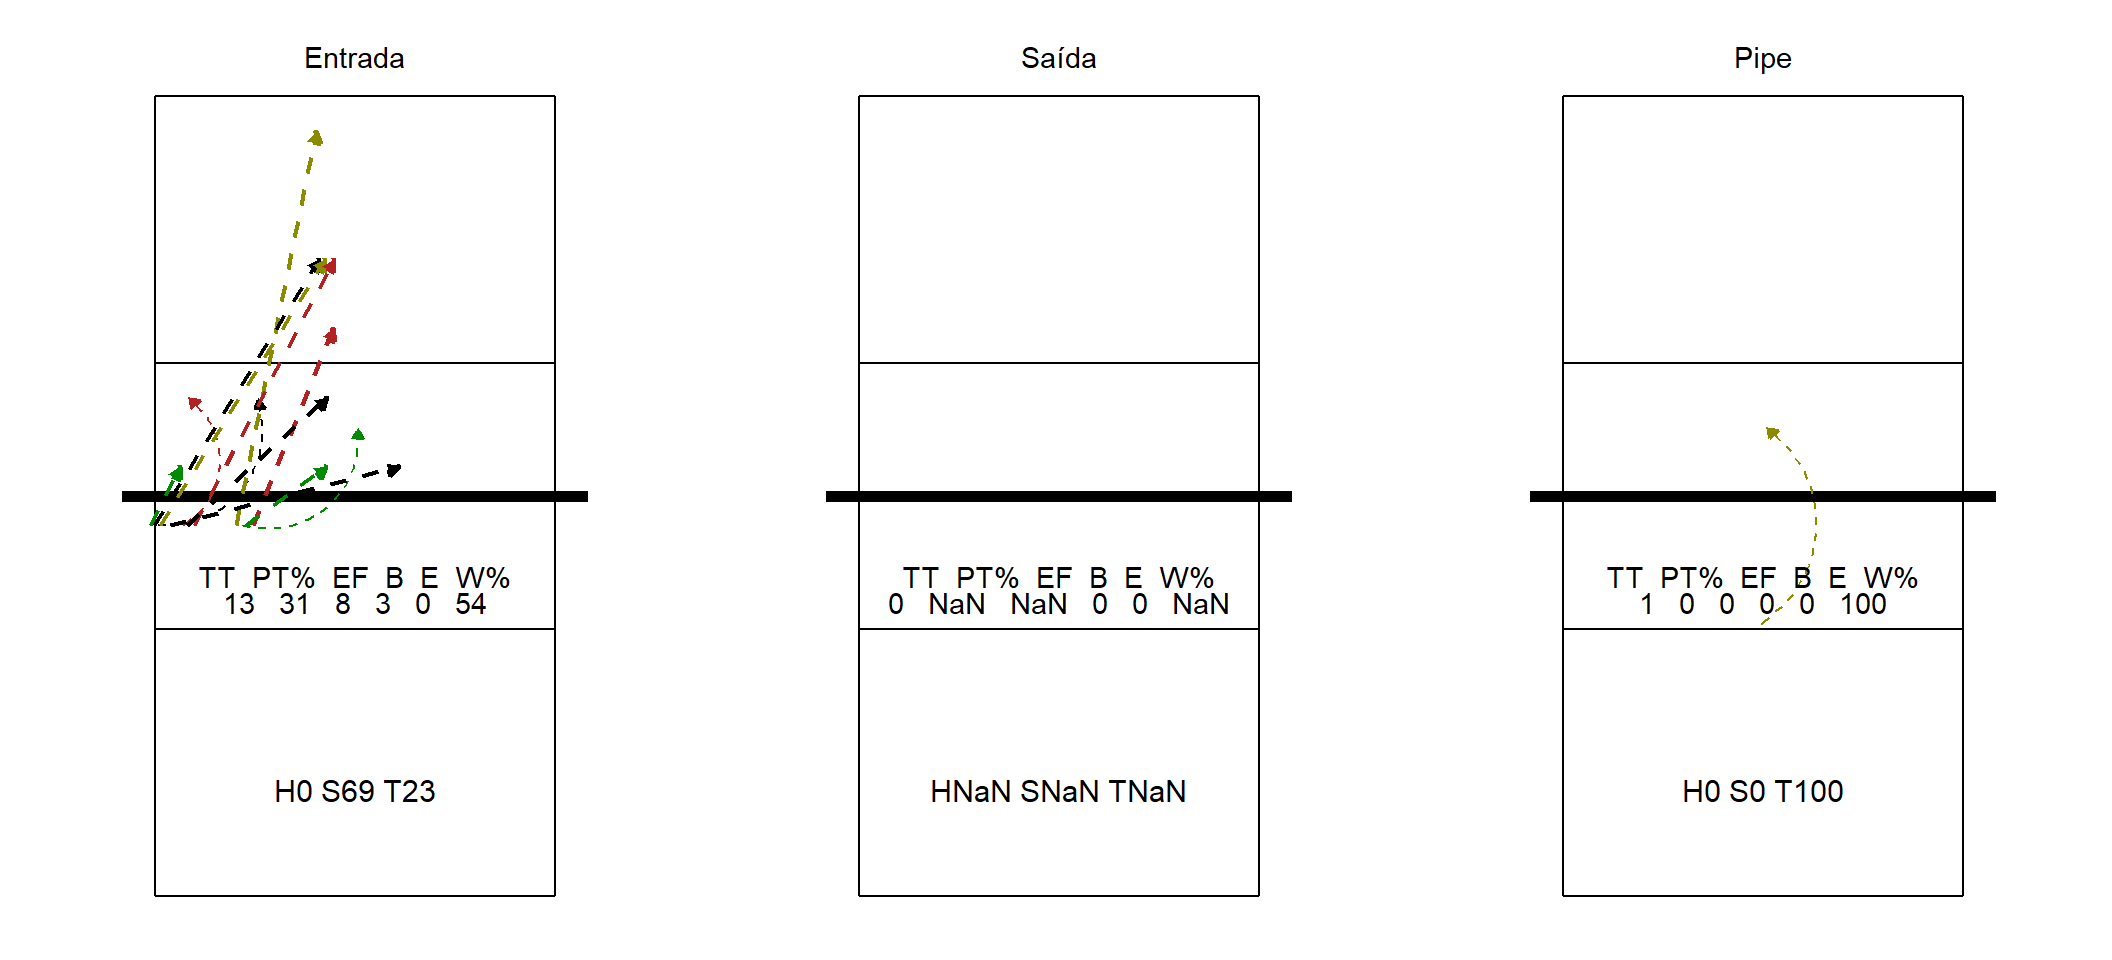 Entrada
TT PT% EF B E W%
13 31 8 3 0 54
H0 S69 T23
Saída
TT PT% EF B E W%
0 NaN NaN 0 0 NaN
HNaN SNaN TNaN
Pipe
TT PT% EF B E W%
1 0 0 0 0 100
H0 S0 T100